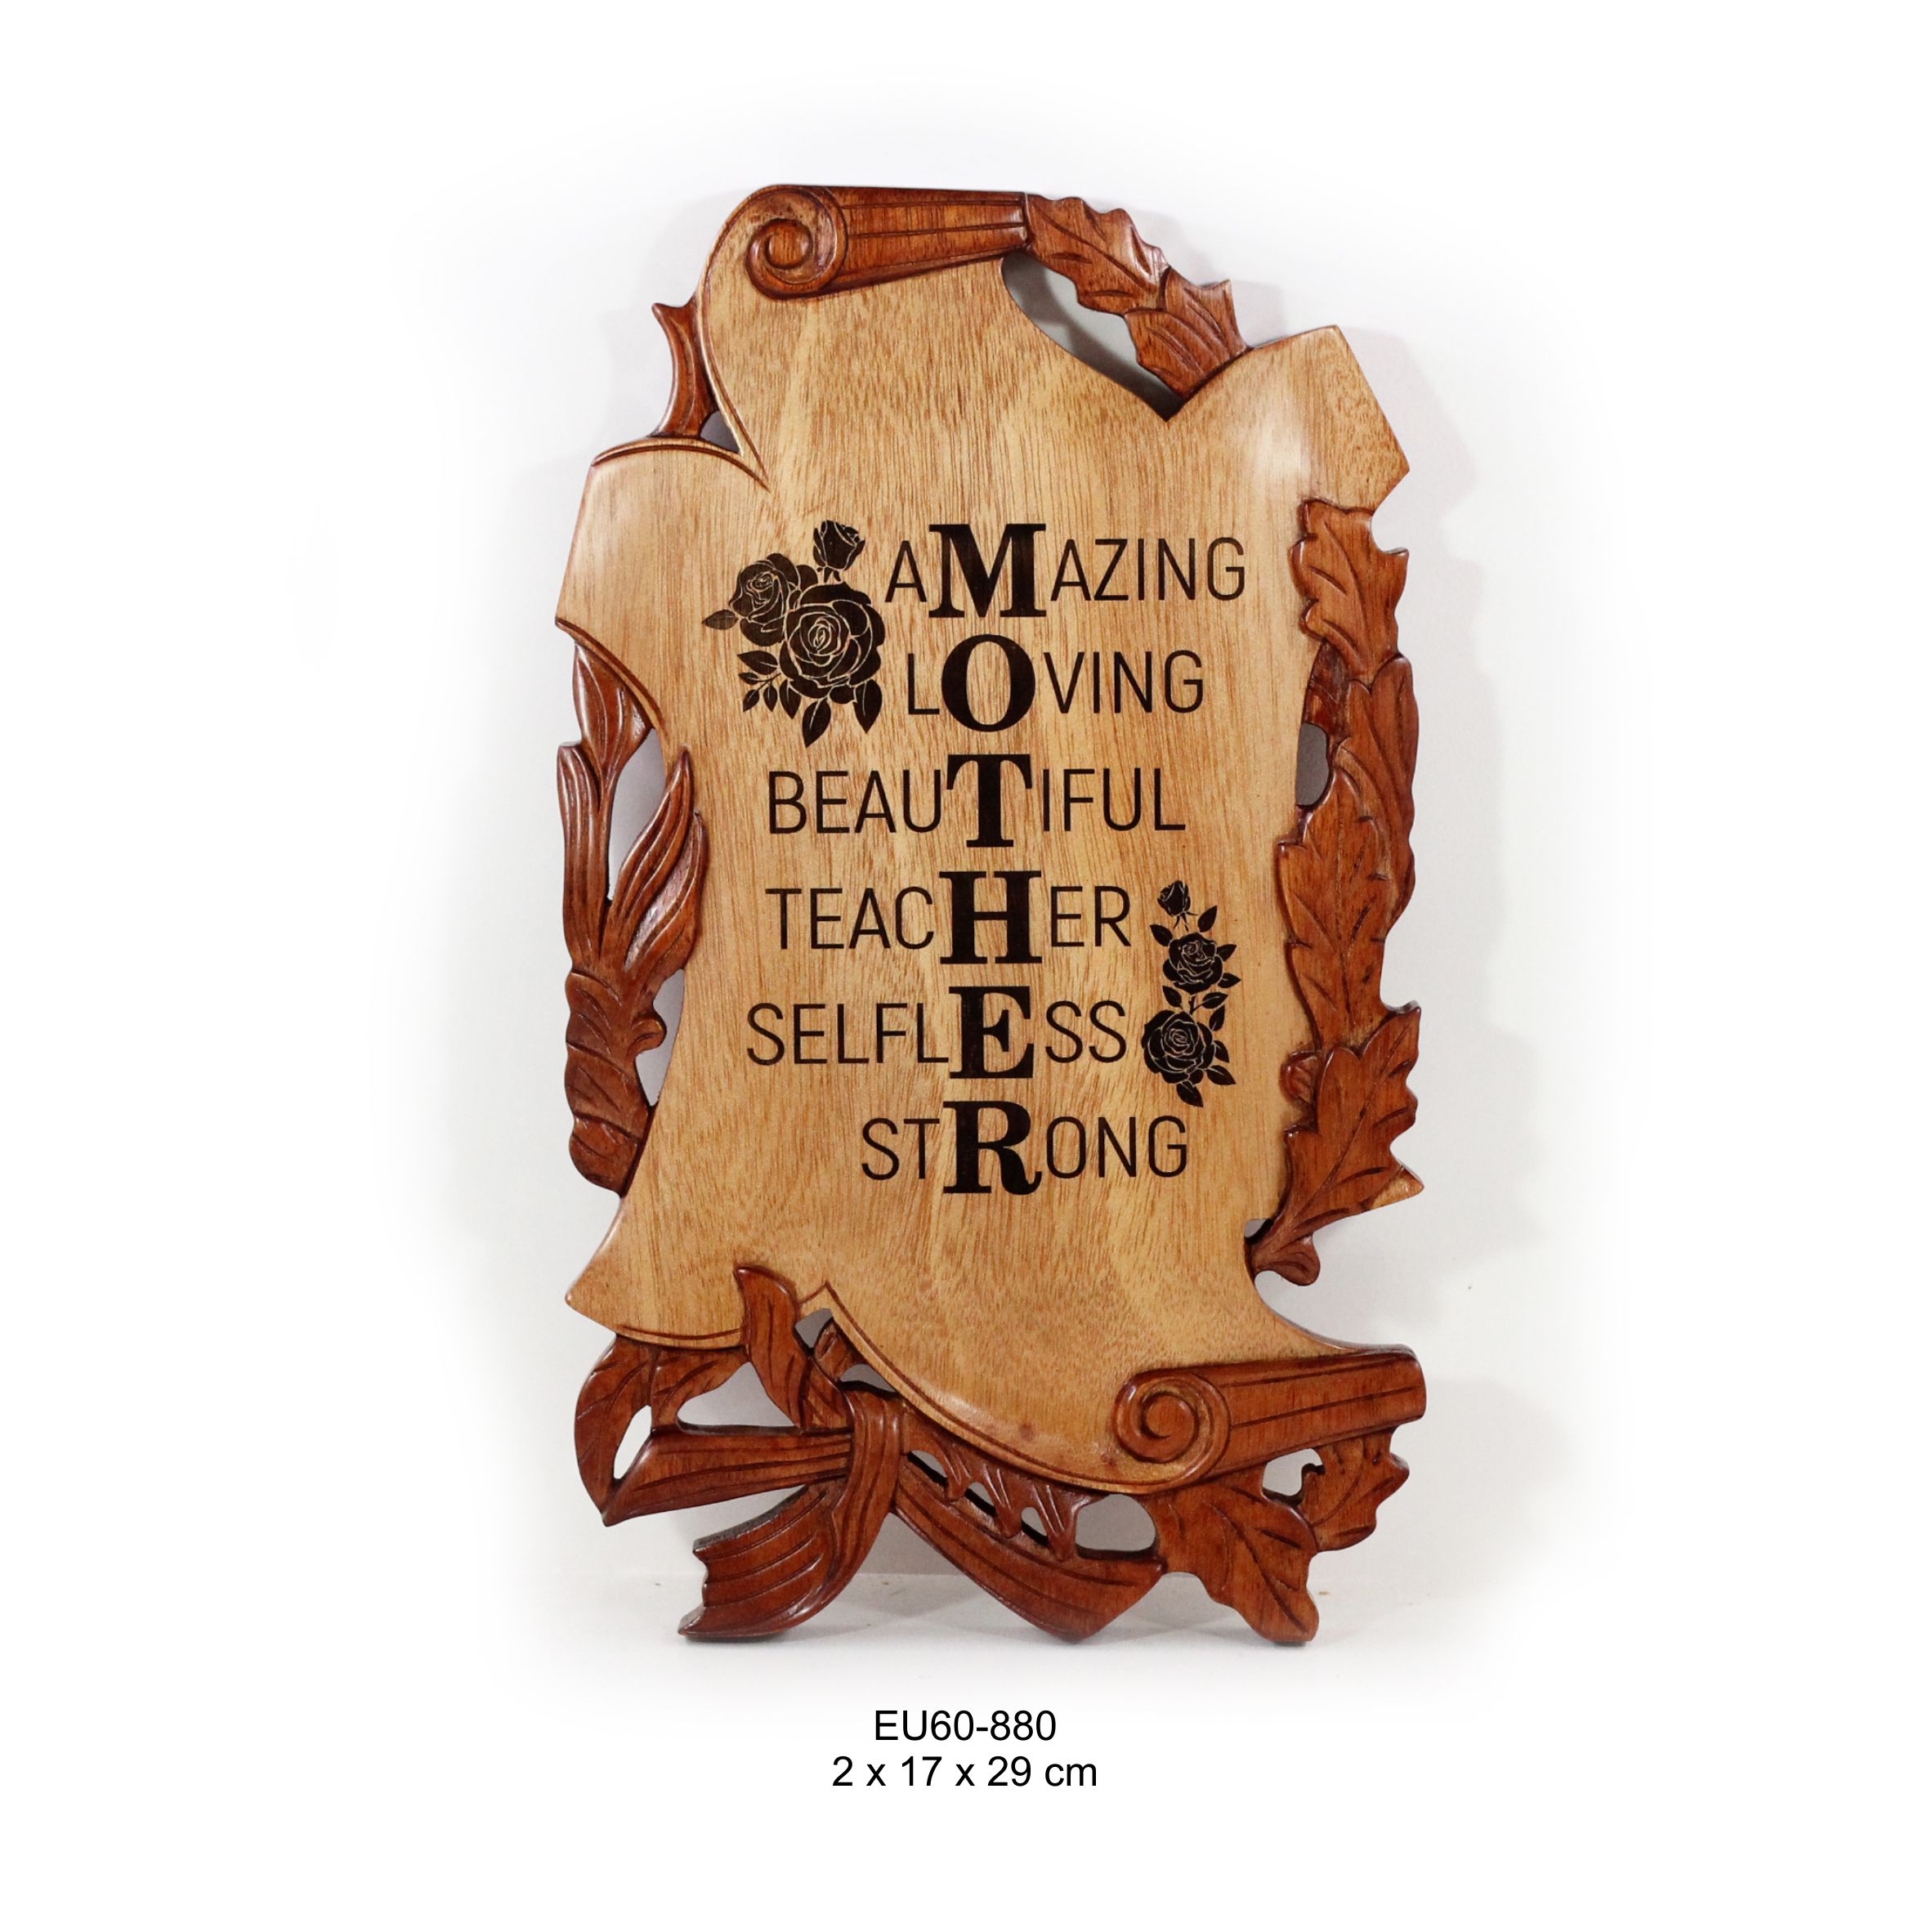 AMAZING
LOVING
BEAUTIFUL
TEACHER
SELFLESS
STRONG
EU60-880
2 x 17 x 29 cm